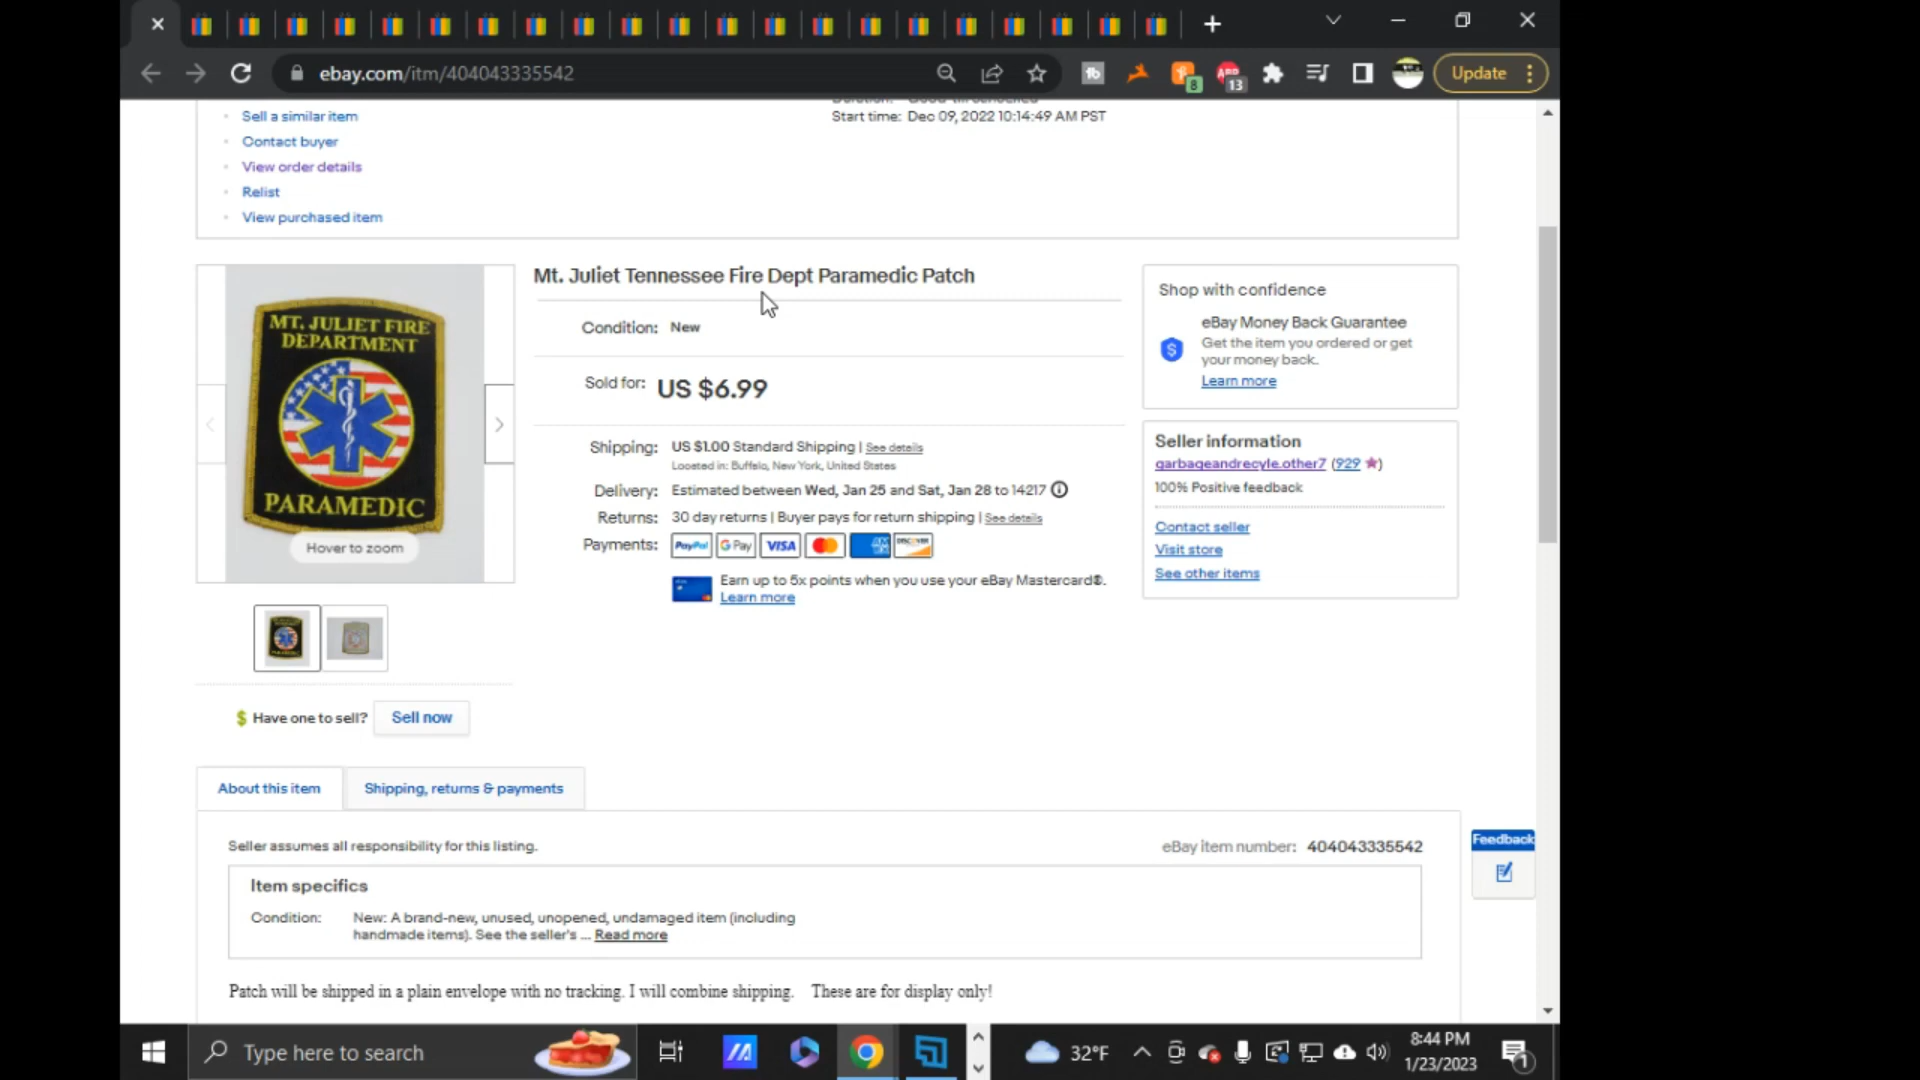 ebay.com/itm/404043335542
8
ABP
13
Update
Sell a similar item
Contact buyer
View order details
Relist
View purchased item
Start time: Dec 09, 2022 10:14:49 AM PST
MT. JULIET FIRE
DEPARTMENT
PARAMEDIC
Hover to zoom
$ Have one to sell? Sell now
Mt. Juliet Tennessee Fire Dept Paramedic Patch
Condition: New
Sold for: US $6.99
Shipping: US $1.00 Standard Shipping | See details
Located in: Buffalo, New York, United States
Delivery: Estimated between Wed, Jan 25 and Sat, Jan 28 to 14217
Returns: 30 day returns | Buyer pays for return shipping | See details
Payments: PayPal G Pay VISA DISCOVER
Earn up to 5x points when you use your eBay Mastercard®.
Learn more
Shop with confidence
eBay Money Back Guarantee
Get the item you ordered or get
your money back.
Learn more
Seller information
garbageandrecyle.other7 (929 ★)
100% Positive feedback
Contact seller
Visit store
See other items
About this item Shipping, returns & payments
Seller assumes all responsibility for this listing.
eBay item number: 404043335542
Item specifics
Condition: New: A brand-new, unused, unopened, undamaged item (including
handmade items). See the seller's ... Read more
Patch will be shipped in a plain envelope with no tracking. I will combine shipping. These are for display only!
Feedback
Type here to search
32°F
8:44 PM
1/23/2023
1